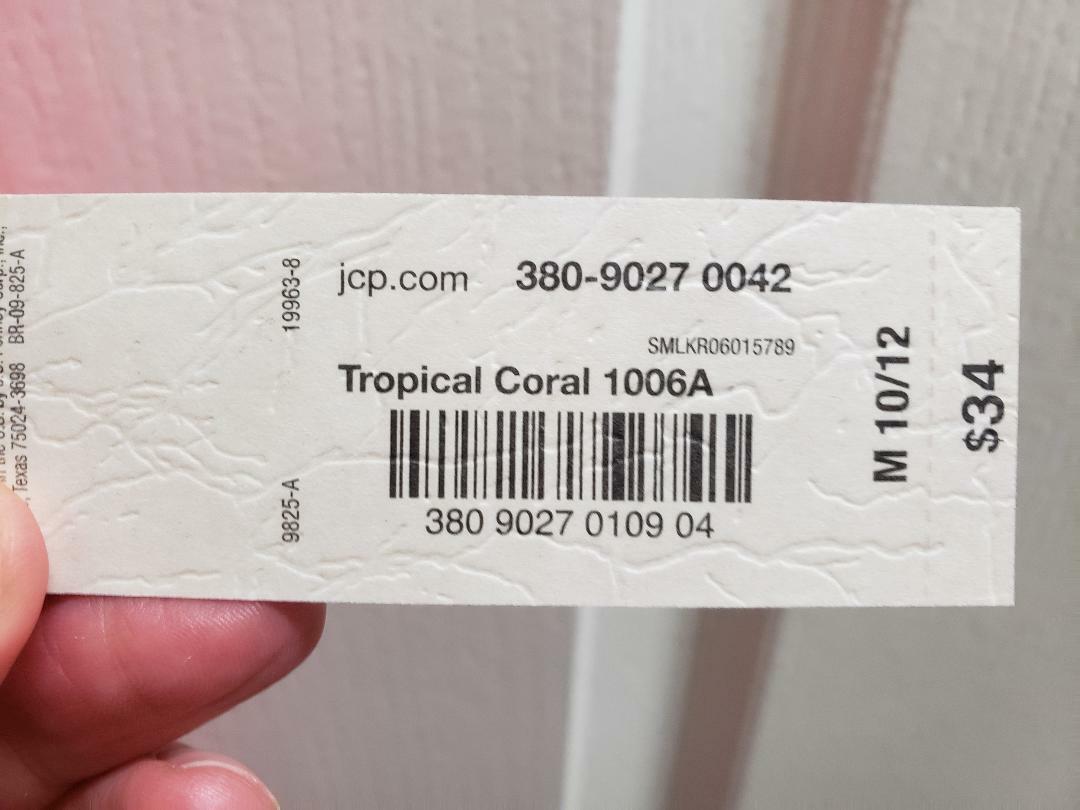 Texas 75024-3698 BR-09-825-A
19963-8
9825-A
jcp.com 380-9027 0042
SMLKR06015789
Tropical Coral 1006A
380 9027 0109 04
M 10/12
$34